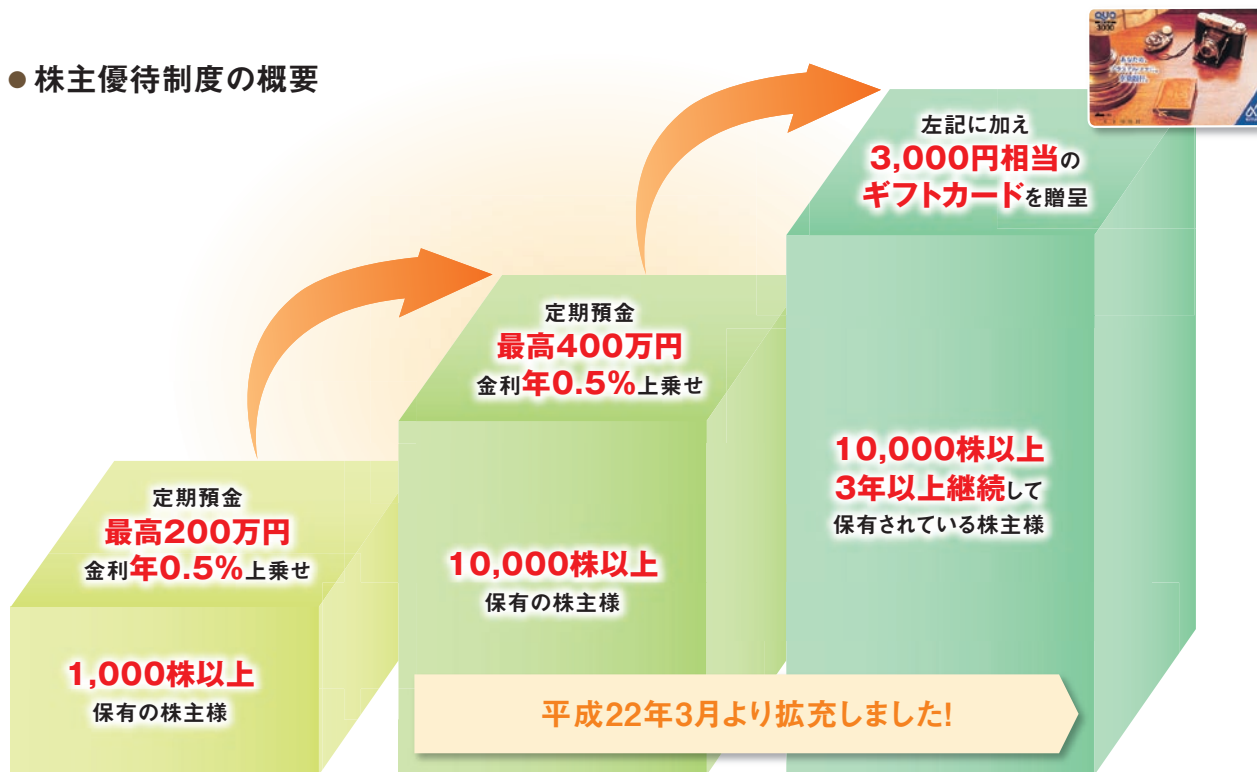 ● 株主優待制度の概要
QUO
3000
あなたの、
左記に加え
3,000円相当の
ギフトカードを贈呈
定期預金
最高400万円
金利年0.5%上乗せ
10,000株以上
3年以上継続して
保有されている株主様
定期預金
最高200万円
金利年0.5%上乗せ
10,000株以上
保有の株主様
1,000株以上
保有の株主様
平成22年3月より拡充しました!